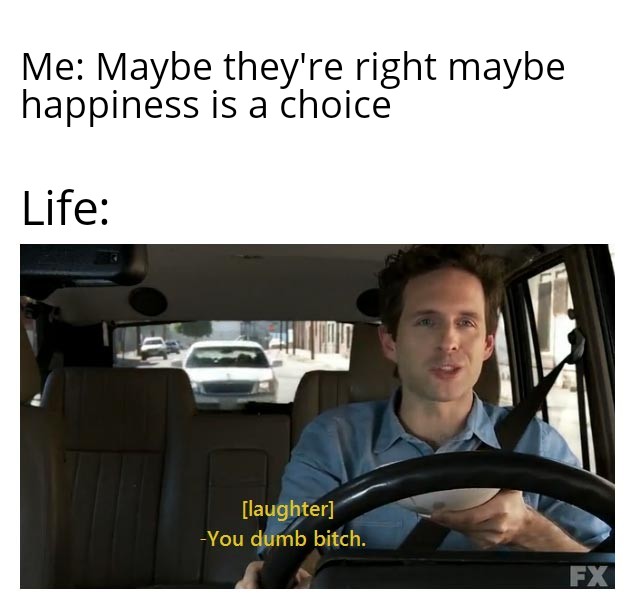 Me: Maybe they're right maybe
happiness is a choice
Life:
[laughter]
-You dumb bitch.
FX